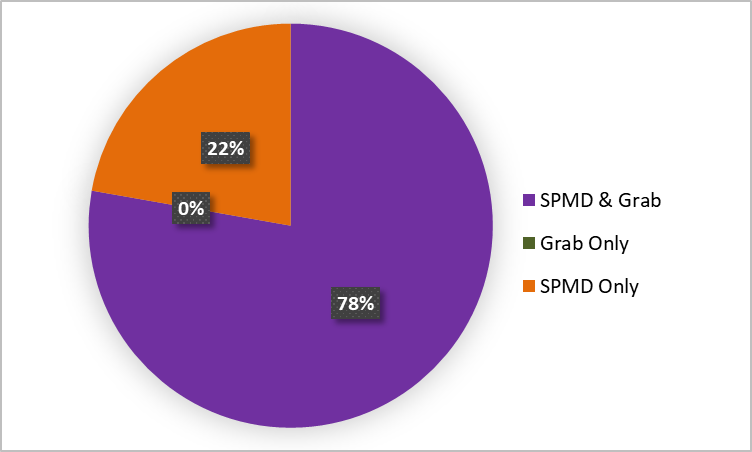 22%
0%
78%
SPMD & Grab
Grab Only
SPMD Only